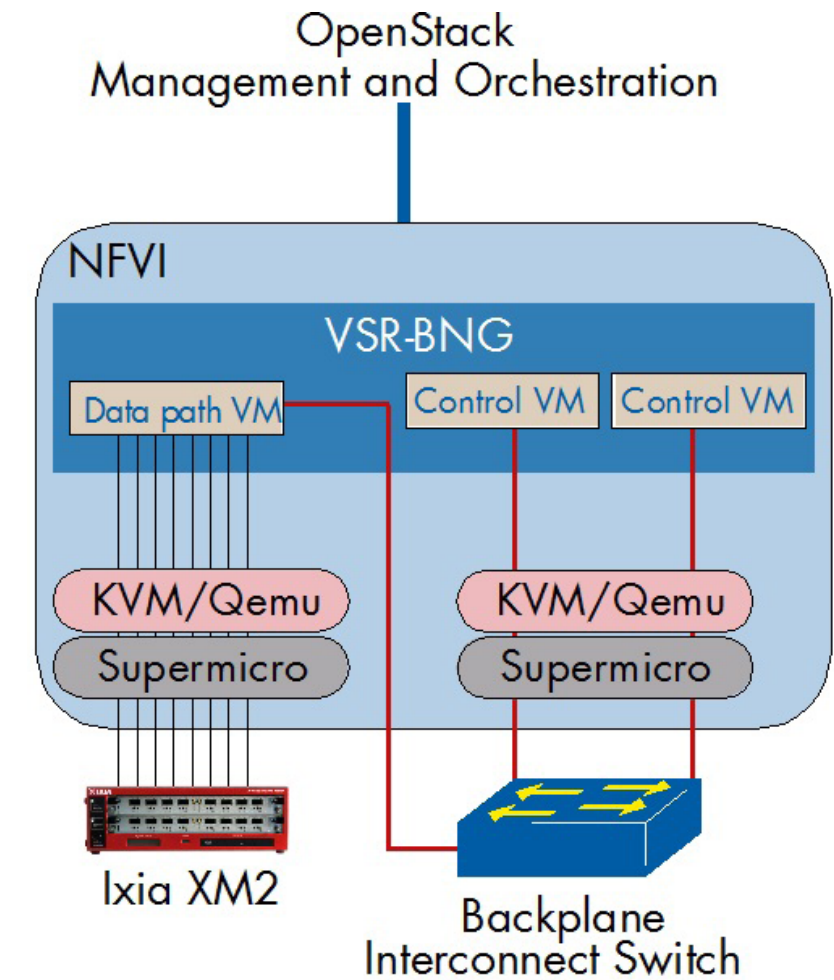 OpenStack
Management and Orchestration
NFVI
VSR-BNG
Data path VM
Control VM
Control VM
KVM/Qemu
KVM/Qemu
Supermicro
Supermicro
IXIA
Ixia XM2
Backplane
Interconnect Switch